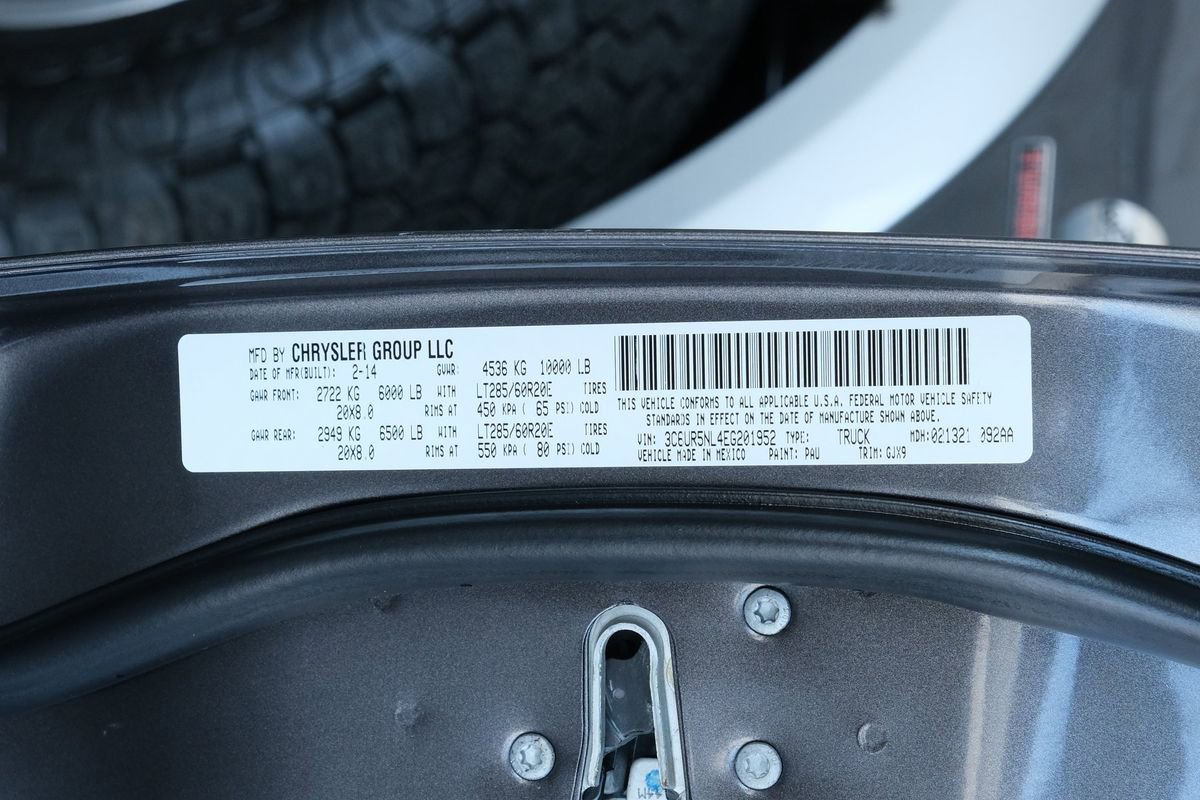 MFD BY CHRYSLER GROUP LLC
DATE OF MFR(BUILT): 2-14 GVWR: 4536 KG 10000 LB
GAWR FRONT: 2722 KG 6000 LB WITH LT285/60R20E TIRES
20X8.0 RIMS AT 450 KPA ( 65 PSI) COLD
GAWR REAR: 2949 KG 6500 LB WITH LT285/60R20E TIRES
20X8.0 RIMS AT 550 KPA ( 80 PSI) COLD
THIS VEHICLE CONFORMS TO ALL APPLICABLE U.S.A. FEDERAL MOTOR VEHICLE SAFETY
STANDARDS IN EFFECT ON THE DATE OF MANUFACTURE SHOWN ABOVE.
VIN: 3C6UR5NL4EG201952 TYPE: TRUCK MDH: 021321 092AA
VEHICLE MADE IN MEXICO PAINT: PAU TRIM: GJX9